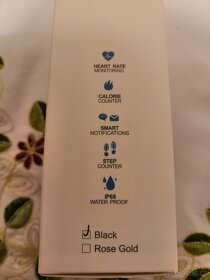 HEART RATE
MONITORING
CALORIE
COUNTER
SMART
NOTIFICATIONS
STEP
COUNTER
IP68
WATER PROOF
Black
Rose Gold